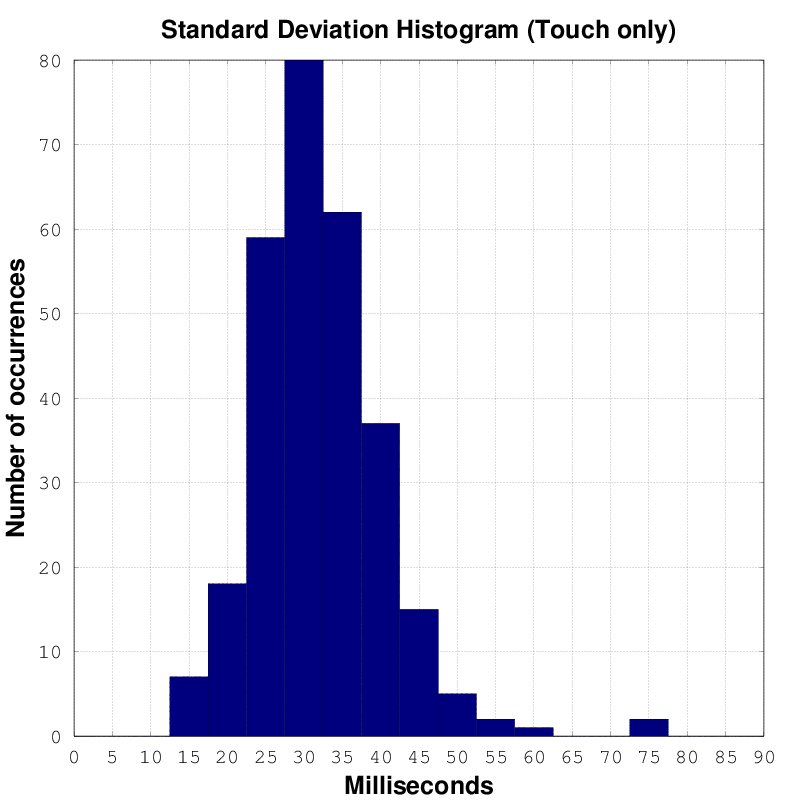 Standard Deviation Histogram (Touch only)
80
70
60
50
40
30
20
10
0
Number of occurrences
0 5 10 15 20 25 30 35 40 45 50 55 60 65 70 75 80 85 90
Milliseconds